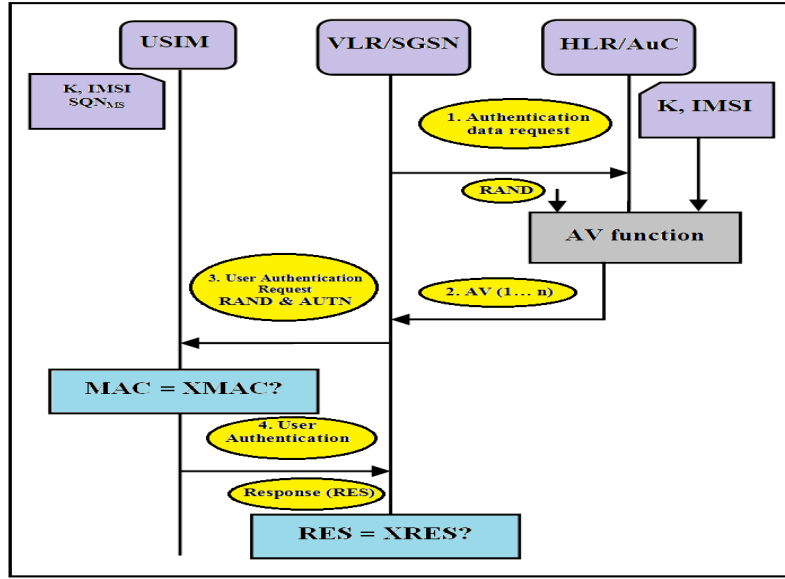 USIM
VLR/SGSN
HLR/AuC
K, IMSI
SQNMS
1. Authentication
data request
K, IMSI
RAND
AV function
3. User Authentication
Request
RAND & AUTN
2. AV (1... n)
MAC = XMAC?
4. User
Authentication
Response (RES)
RES = XRES?